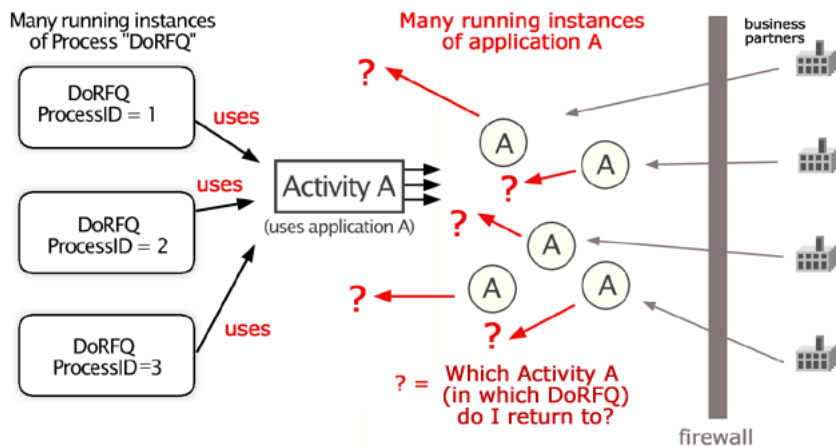 Many running instances
of Process "DoRFQ"
DoRFQ
ProcessID = 1
uses
DoRFQ
ProcessID = 2
uses
DoRFQ
ProcessID=3
uses
Activity A
(uses application A)
Many running instances
of application A
?
A
?
A
?
A
?
A
?
A
? = Which Activity A
(in which DoRFQ)
do I return to?
business
partners
firewall